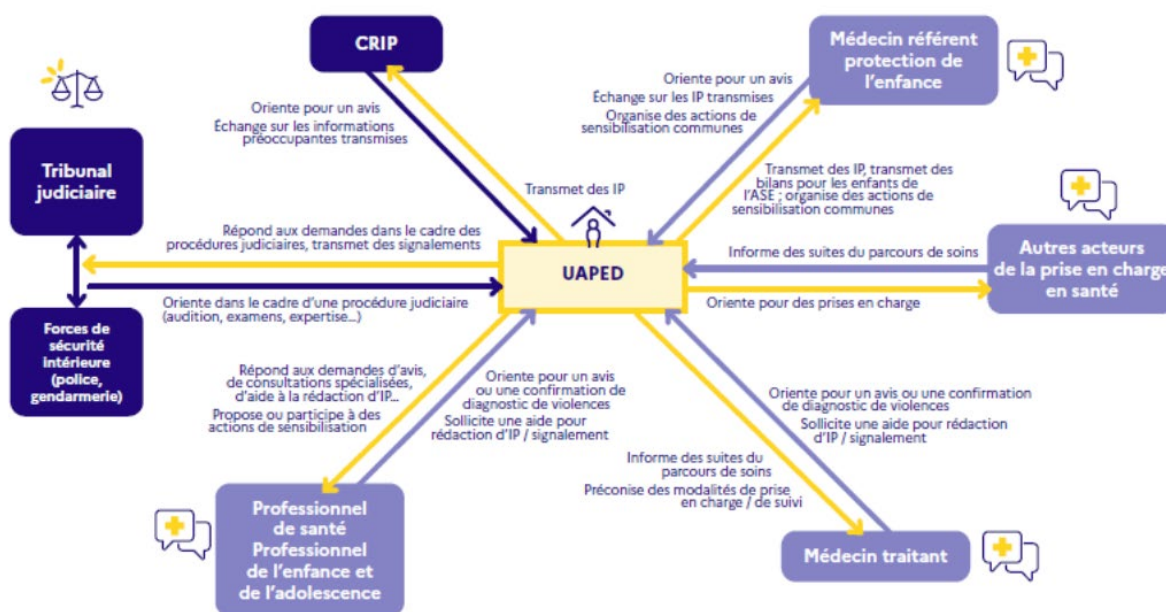 CRIP
Oriente pour un avis
Échange sur les informations
préoccupantes transmises
Transmet des IP
Médecin référent
protection de
l'enfance
Oriente pour un avis
Échange sur les IP transmises
Organise des actions de
sensibilisation communes
Transmet des IP, transmet des
bilans pour les enfants de
l'ASE ; organise des actions de
sensibilisation communes
Tribunal
judiciaire
Répond aux demandes dans le cadre des
procédures judiciaires, transmet des signalements
UAPED
Informe des suites du parcours de soins
Autres acteurs
de la prise en charge
en santé
Oriente pour des prises en charge
Oriente dans le cadre d'une procédure judiciaire
(audition, examens, expertise...)
Forces de
sécurité
intérieure
(police,
gendarmerie)
Répond aux demandes d'avis,
de consultations spécialisées,
d'aide à la rédaction d'IP...
Propose ou participe à des
actions de sensibilisation
Oriente pour un avis
ou une confirmation de
diagnostic de violences
Sollicite une aide pour
rédaction d'IP / signalement
Oriente pour un avis ou une confirmation
de diagnostic de violences
Sollicite une aide pour rédaction
d'IP / signalement
Informe des suites du
parcours de soins
Préconise des modalités de prise
en charge / de suivi
Professionnel
de santé
Professionnel
de l'enfance et
de l'adolescence
Médecin traitant